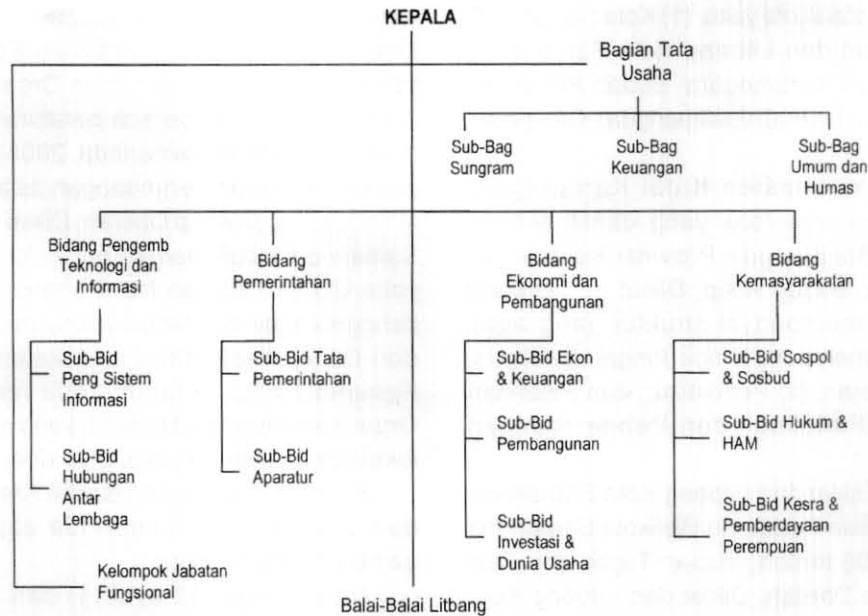 KEPALA
Bagian Tata
Usaha
Sub-Bag
Sungram
Sub-Bag
Keuangan
Sub-Bag
Umum dan
Humas
Bidang Pengemb
Teknologi dan
Informasi
Bidang
Pemerintahan
Bidang
Ekonomi dan
Pembangunan
Bidang
Kemasyarakatan
Sub-Bid
Peng Sistem
Informasi
Sub-Bid
Hubungan
Antar
Lembaga
Sub-Bid Tata
Pemerintahan
Sub-Bid
Aparatur
Sub-Bid Ekon
& Keuangan
Sub-Bid
Pembangunan
Sub-Bid
Investasi &
Dunia Usaha
Sub-Bid Sospol
& Sosbud
Sub-Bid Hukum &
HAM
Sub-Bid Kesra &
Pemberdayaan
Perempuan
Kelompok Jabatan
Fungsional
Balai-Balai Litbang